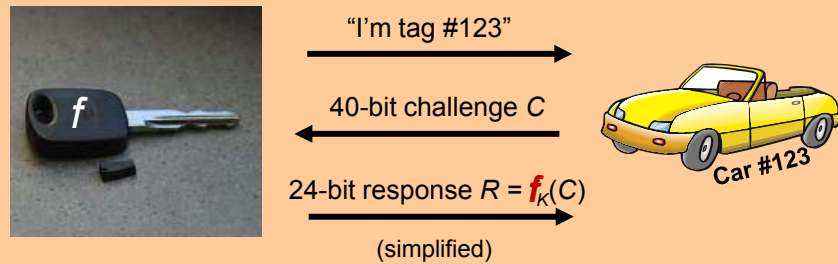 “I’m tag #123”
f
40-bit challenge C
Car #123
24-bit response R = fK(C)
(simplified)